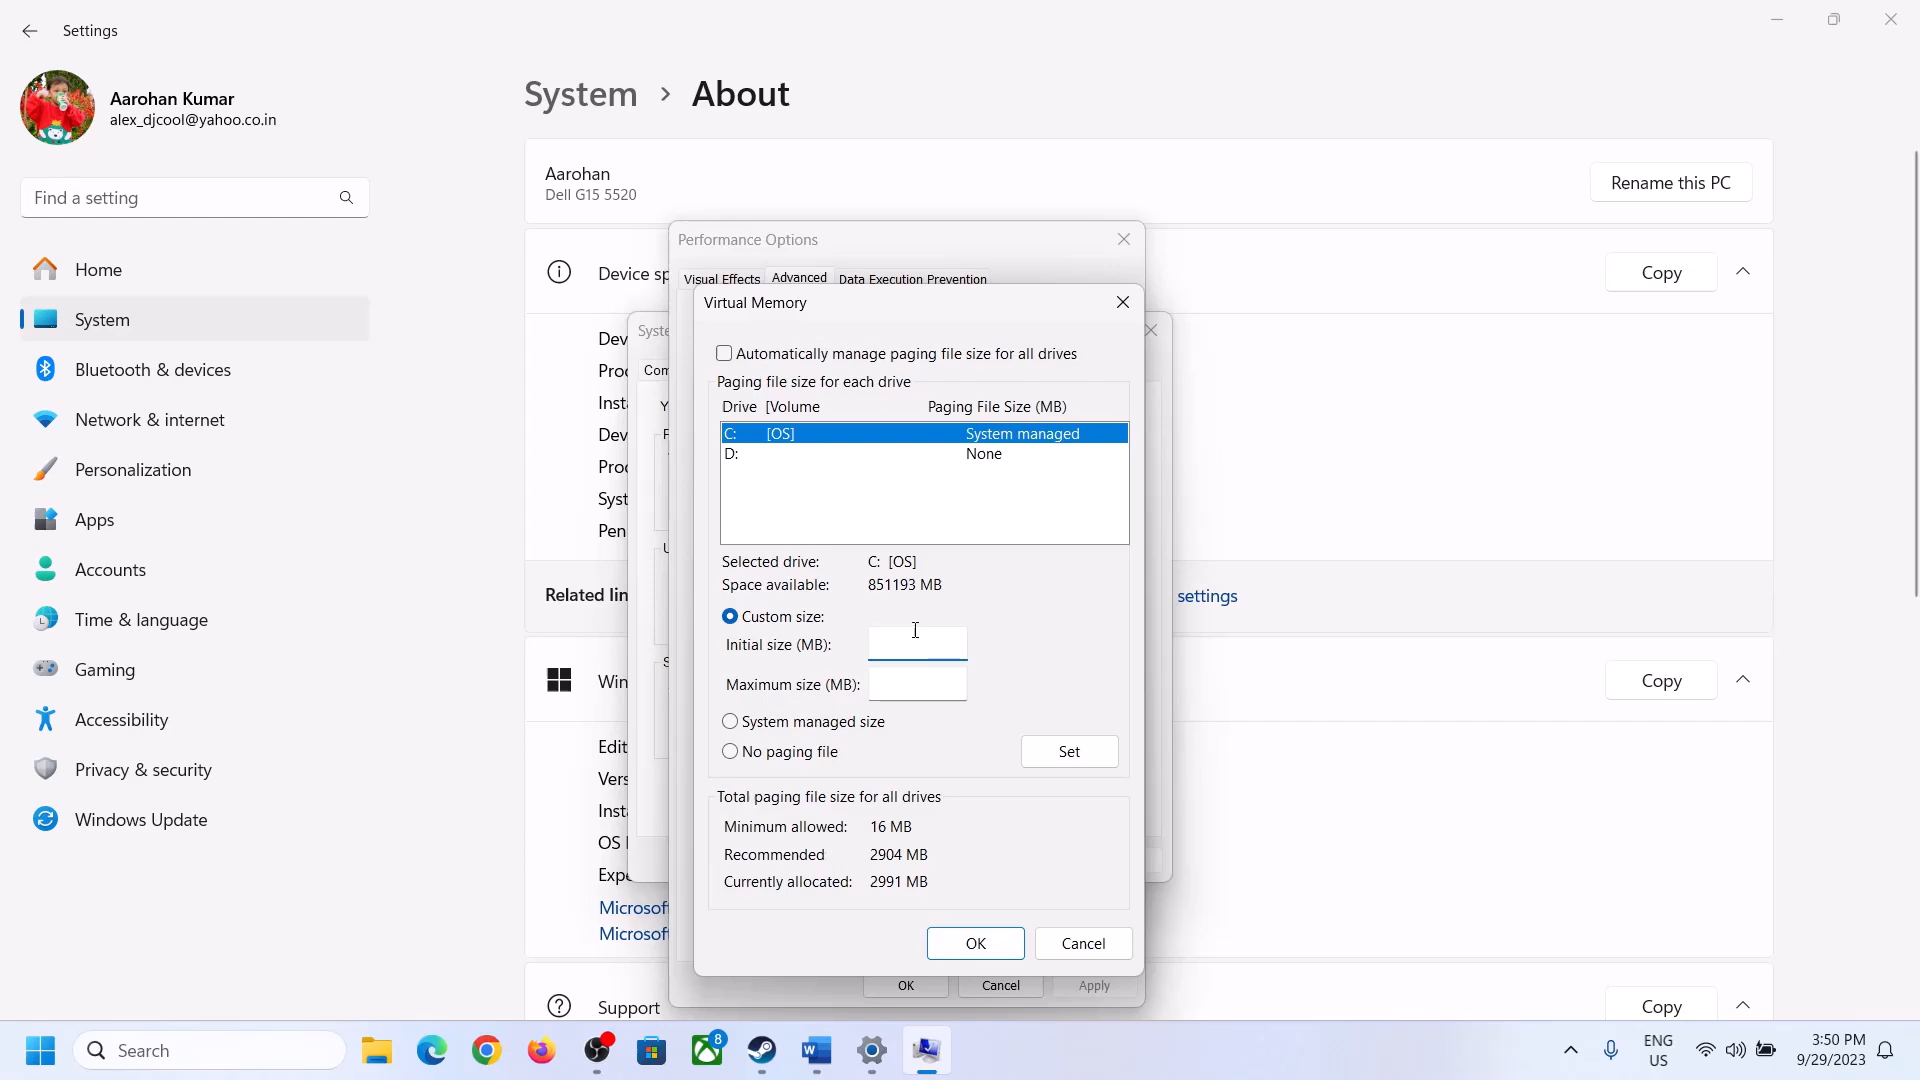 Settings
Aarohan Kumar
alex_djcool@yahoo.co.in
Find a setting
Home
System
Bluetooth & devices
Network & internet
Personalization
Apps
Accounts
Time & language
Gaming
Accessibility
Privacy & security
Windows Update
System > About
Aarohan
Dell G15 5520
Rename this PC
Device sp
Copy
Dev
Proc
Insta
Dev
Proc
Syst
Pen
Related lin
settings
Win
Copy
Edit
Vers
Insta
OS
Expe
Microsof
Microsof
Support
Copy
Syste
Com
Performance Options
Visual Effects
Advanced
Data Execution Prevention
Virtual Memory
Automatically manage paging file size for all drives
Paging file size for each drive
Drive [Volume Paging File Size (MB)
C: [OS] System managed
D: None
Selected drive: C: [OS]
Space available: 851193 MB
Custom size:
Initial size (MB):
Maximum size (MB):
System managed size
No paging file
Set
Total paging file size for all drives
Minimum allowed: 16 MB
Recommended 2904 MB
Currently allocated: 2991 MB
OK Cancel
OK Cancel Apply
Search
8
ENG
US
3:50 PM
9/29/2023